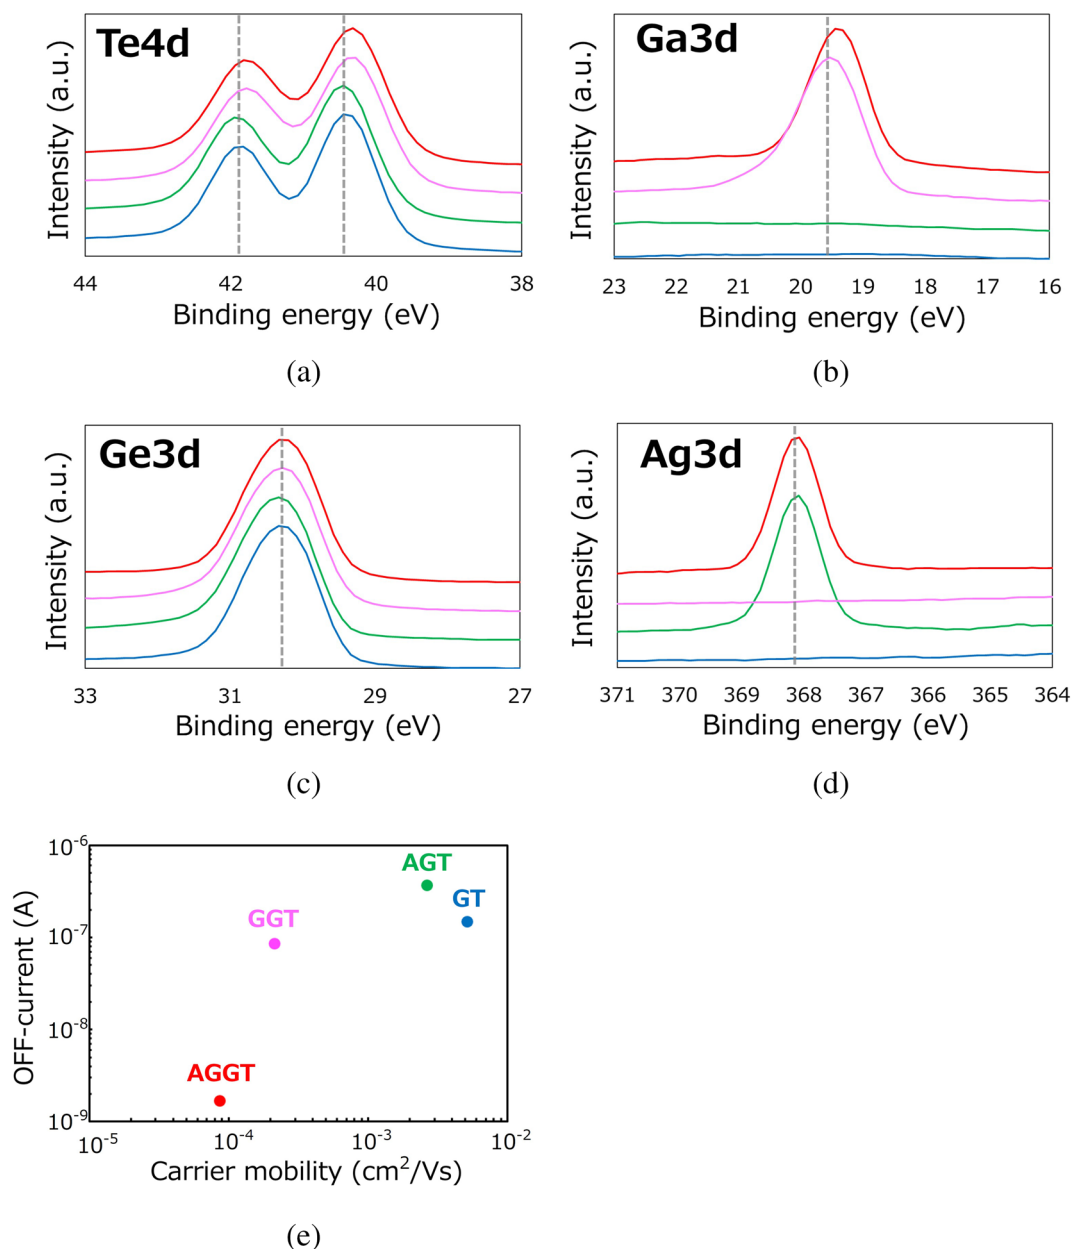 Te4d
Intensity (a.u.)
44 42 40 38
Binding energy (eV)
(a)
Ga3d
Intensity (a.u.)
23 22 21 20 19 18 17 16
Binding energy (eV)
(b)
Ge3d
Intensity (a.u.)
33 31 29 27
Binding energy (eV)
(c)
Ag3d
Intensity (a.u.)
371 370 369 368 367 366 365 364
Binding energy (eV)
(d)
OFF-current (A)
10⁻⁶
10⁻⁷
10⁻⁸
10⁻⁹
AGT
GT
GGT
AGGT
10⁻⁵ 10⁻⁴ 10⁻³ 10⁻²
Carrier mobility (cm²/Vs)
(e)